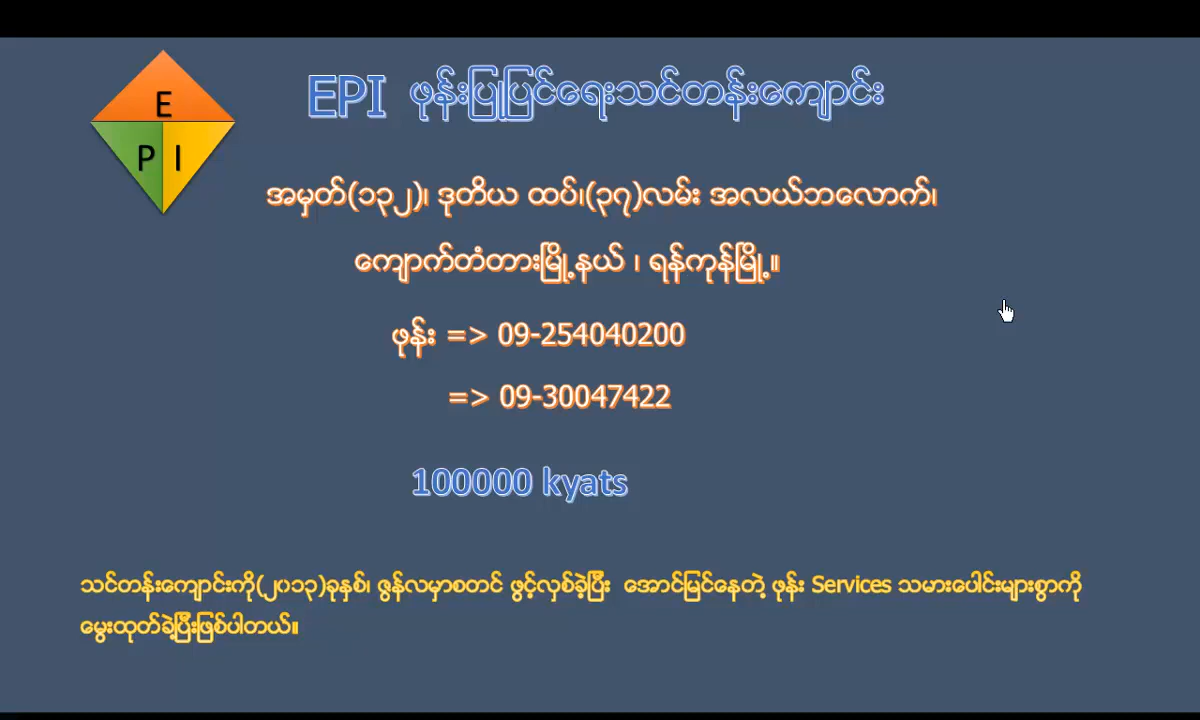 E
P I
EPI ဖုန်းပြုပြင်ရေးသင်တန်းကျောင်း
အမှတ်(၁၃၂)၊ ဒုတိယ ထပ်၊(၃၇)လမ်း အလယ်ဘလောက်၊
ကျောက်တံတားမြို့နယ် ၊ ရန်ကုန်မြို့။
ဖုန်း => 09-254040200
=> 09-30047422
100000 kyats
သင်တန်းကျောင်းကို(၂၀၁၃)ခုနှစ်၊ ဇွန်လမှာစတင် ဖွင့်လှစ်ခဲ့ပြီး အောင်မြင်နေတဲ့ ဖုန်း Services သမားပေါင်းများစွာကို
မွေးထုတ်ခဲ့ပြီးဖြစ်ပါတယ်။